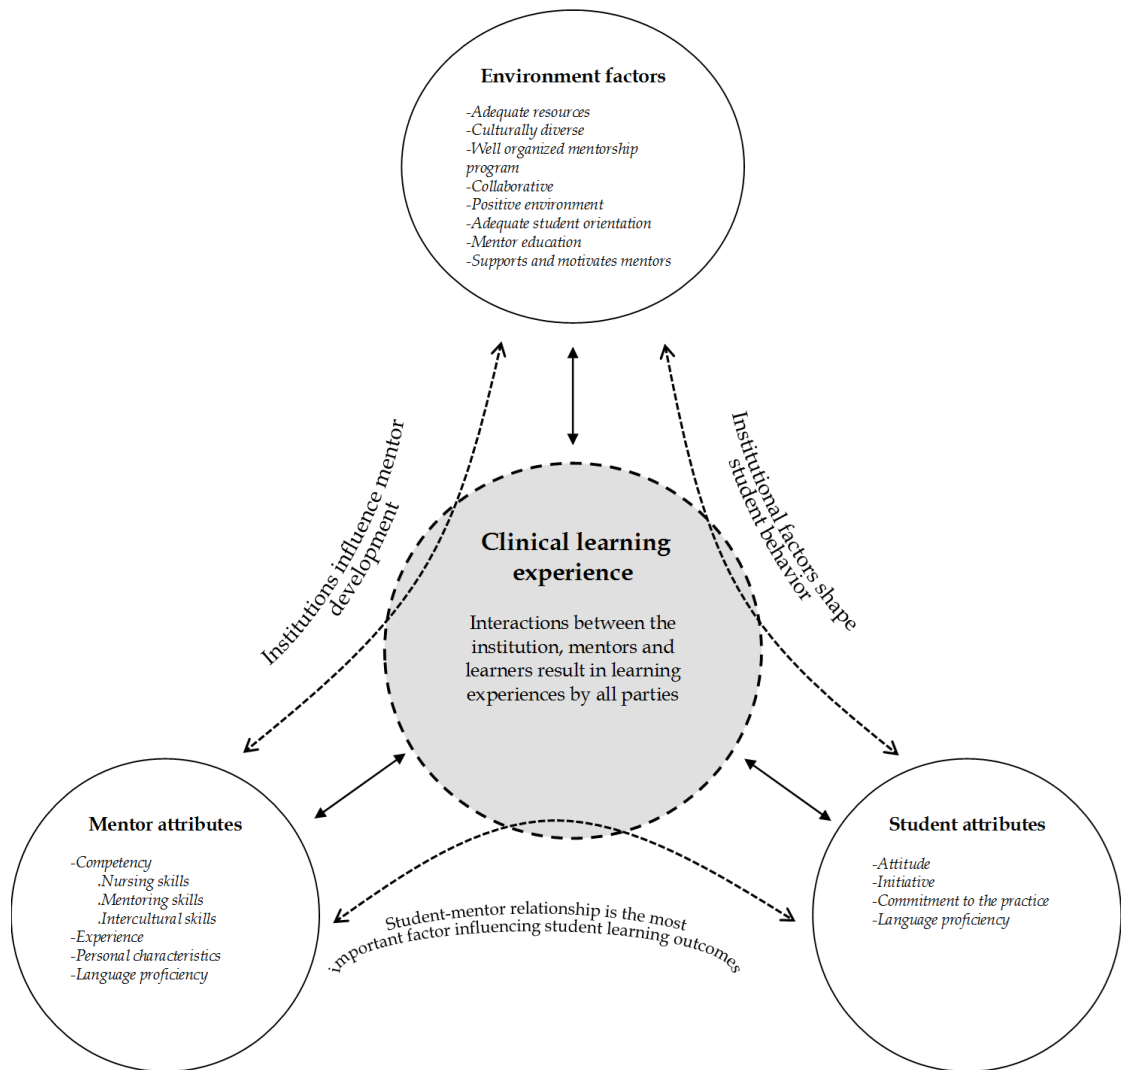 Environment factors
-Adequate resources
-Culturally diverse
-Well organized mentorship
program
-Collaborative
-Positive environment
-Adequate student orientation
-Mentor education
-Supports and motivates mentors
Institutions influence mentor
development
Institutional factors shape
student behavior
Clinical learning
experience
Interactions between the
institution, mentors and
learners result in learning
experiences by all parties
Mentor attributes
-Competency
.Nursing skills
.Mentoring skills
.Intercultural skills
-Experience
-Personal characteristics
-Language proficiency
Student-mentor relationship is the most
important factor influencing student learning outcomes
Student attributes
-Attitude
-Initiative
-Commitment to the practice
-Language proficiency